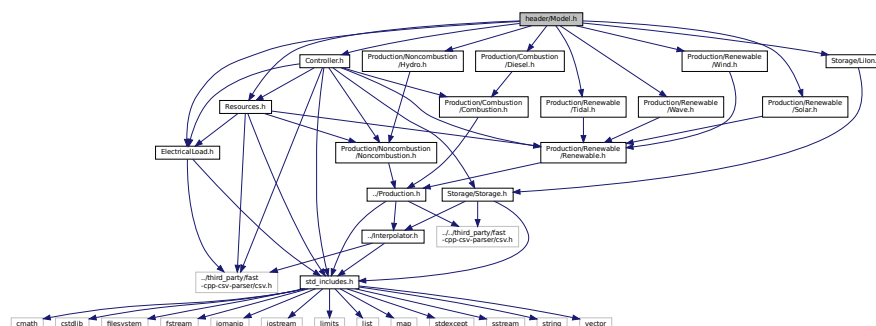 header/Model.h
Controller.h
Production/Noncombustion
/Hydro.h
Production/Combustion
/Diesel.h
Production/Renewable
/Wind.h
Storage/LiIon.h
Resources.h
Production/Combustion
/Combustion.h
Production/Renewable
/Tidal.h
Production/Renewable
/Wave.h
Production/Renewable
/Solar.h
ElectricalLoad.h
Production/Noncombustion
/Noncombustion.h
Production/Renewable
/Renewable.h
../Production.h
Storage/Storage.h
../Interpolator.h
../../third_party/fast
-cpp-csv-parser/csv.h
../third_party/fast
-cpp-csv-parser/csv.h
std_includes.h
cmath
cstdlib
filesystem
fstream
iomanip
iostream
limits
list
map
stdexcept
sstream
string
vector